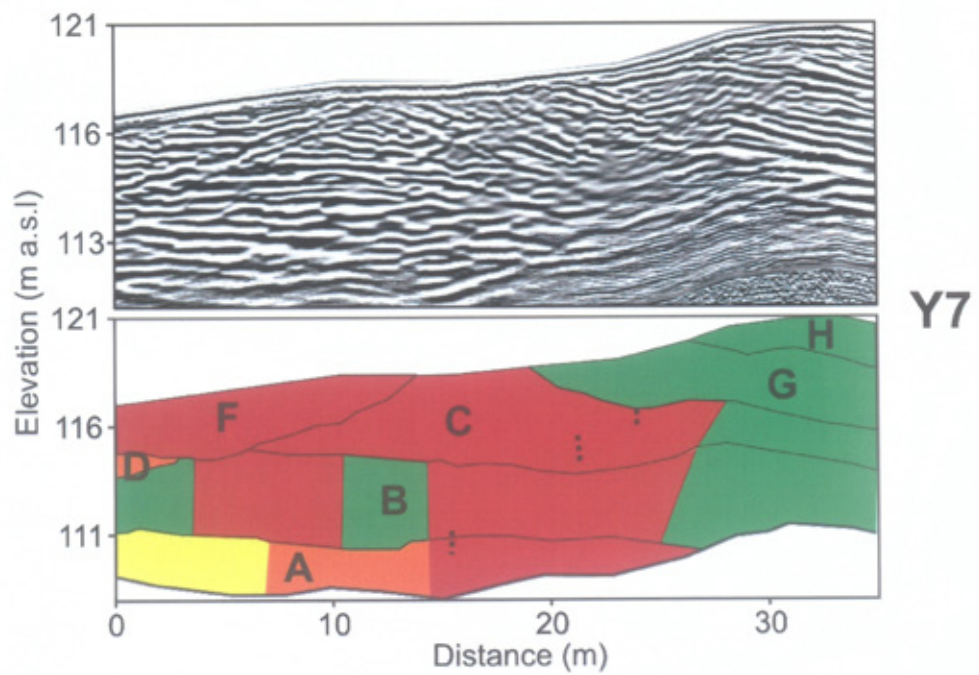 121
116
113
Elevation (m a.s.l)
Y7
121
H
G
F
C
116
D
B
111
A
0 10 20 30
Distance (m)